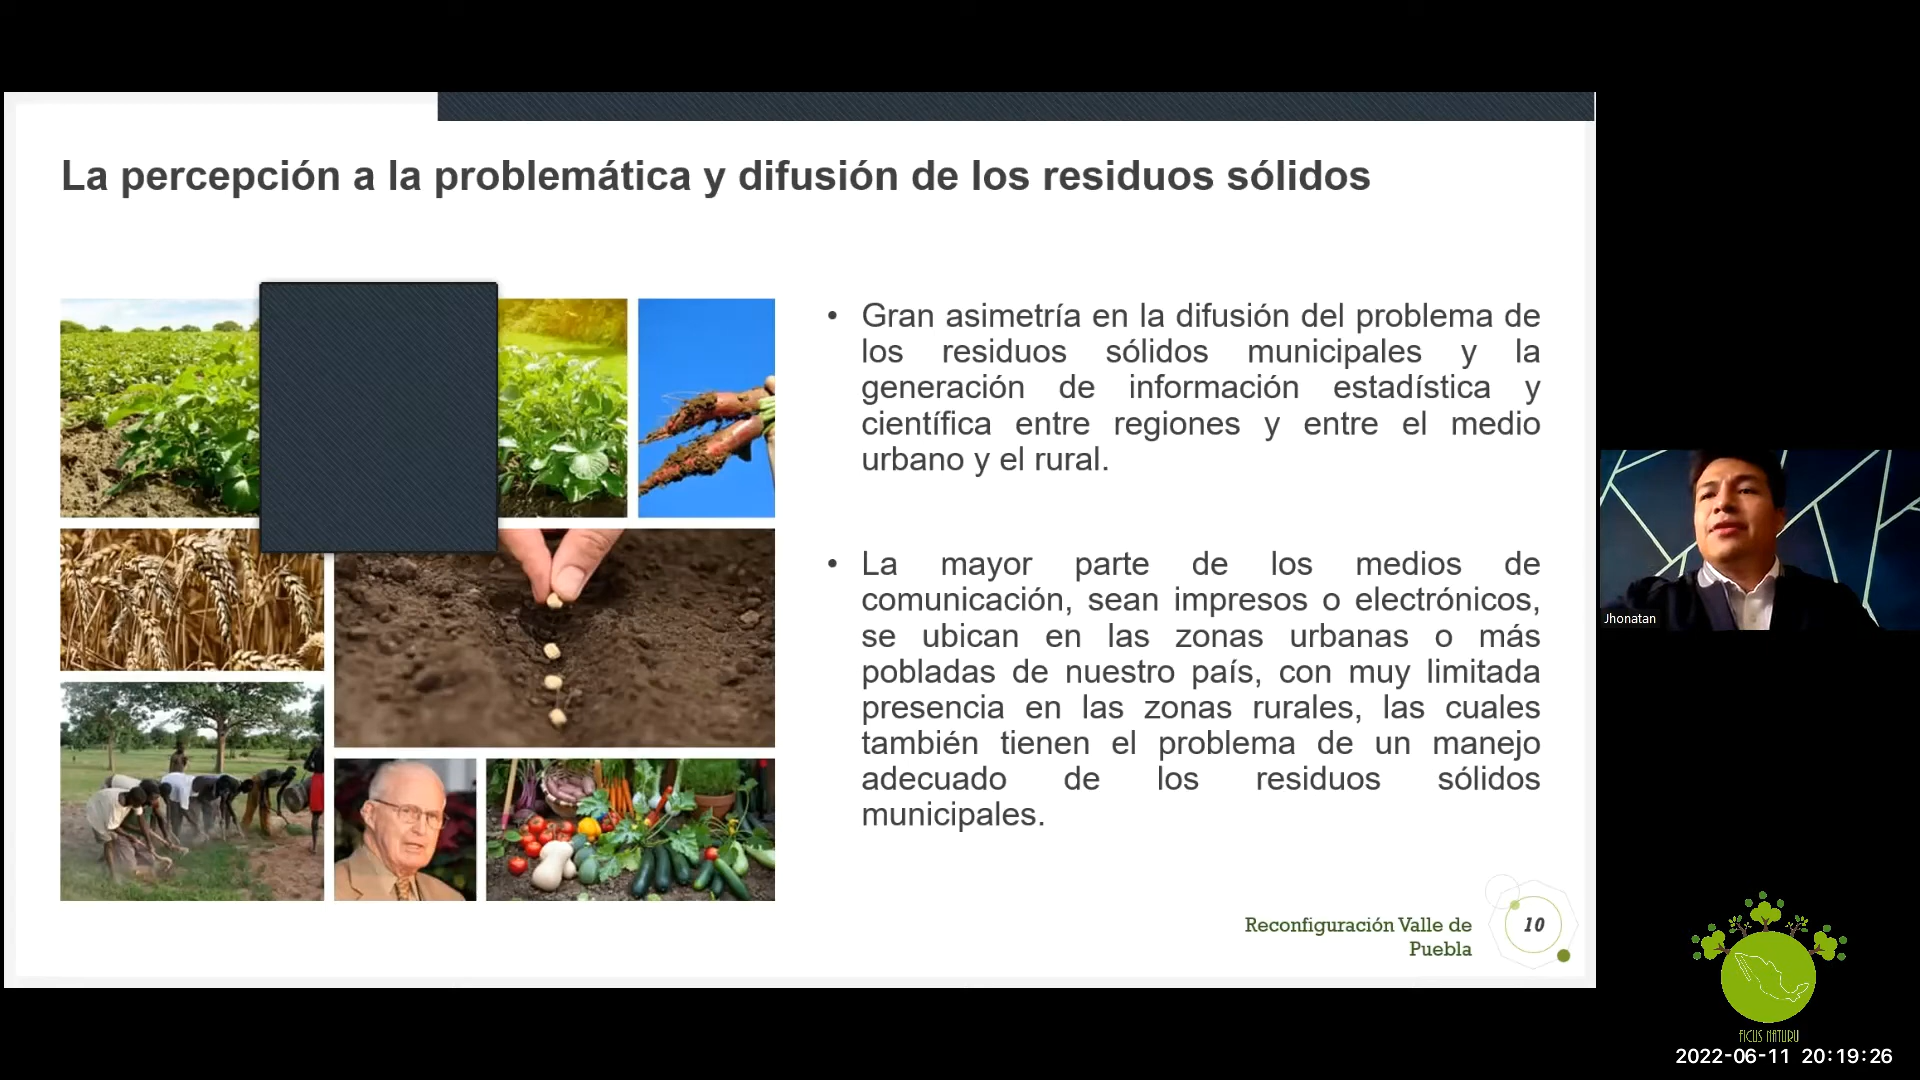 La percepción a la problemática y difusión de los residuos sólidos
• Gran asimetría en la difusión del problema de
los residuos sólidos municipales y la
generación de información estadística y
científica entre regiones y entre el medio
urbano y el rural.
• La mayor parte de los medios de
comunicación, sean impresos o electrónicos,
se ubican en las zonas urbanas o más
pobladas de nuestro país, con muy limitada
presencia en las zonas rurales, las cuales
también tienen el problema de un manejo
adecuado de los residuos sólidos
municipales.
Reconfiguración Valle de
Puebla
10
Jhonatan
FICUS NATURU
2022-06-11 20:19:26